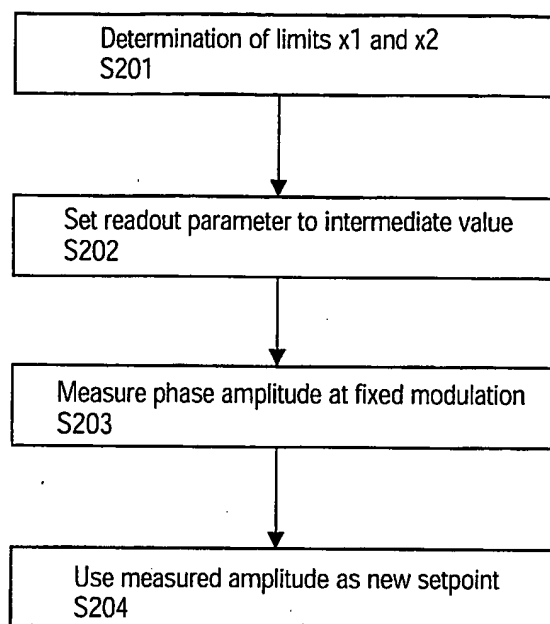 Determination of limits x1 and x2
S201
Set readout parameter to intermediate value
S202
Measure phase amplitude at fixed modulation
S203
Use measured amplitude as new setpoint
S204